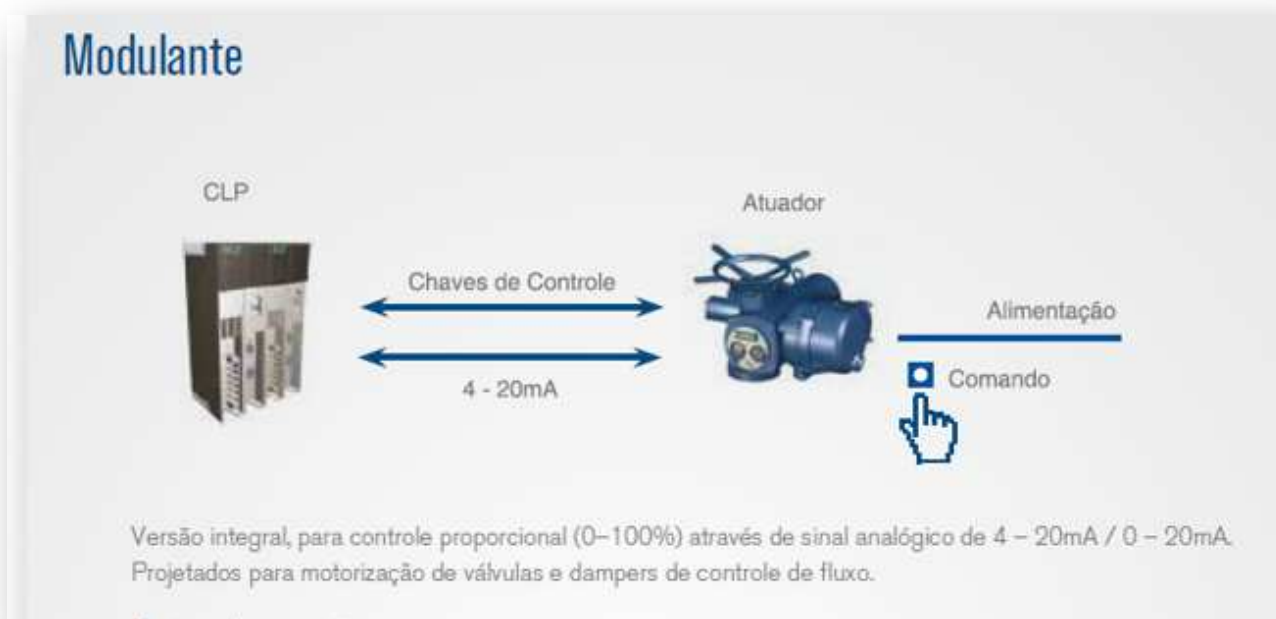 Modulante
CLP
Atuador
Chaves de Controle
Alimentação
4 - 20mA
Comando
Versão integral, para controle proporcional (0–100%) através de sinal analógico de 4 – 20mA / 0 – 20mA.
Projetados para motorização de válvulas e dampers de controle de fluxo.